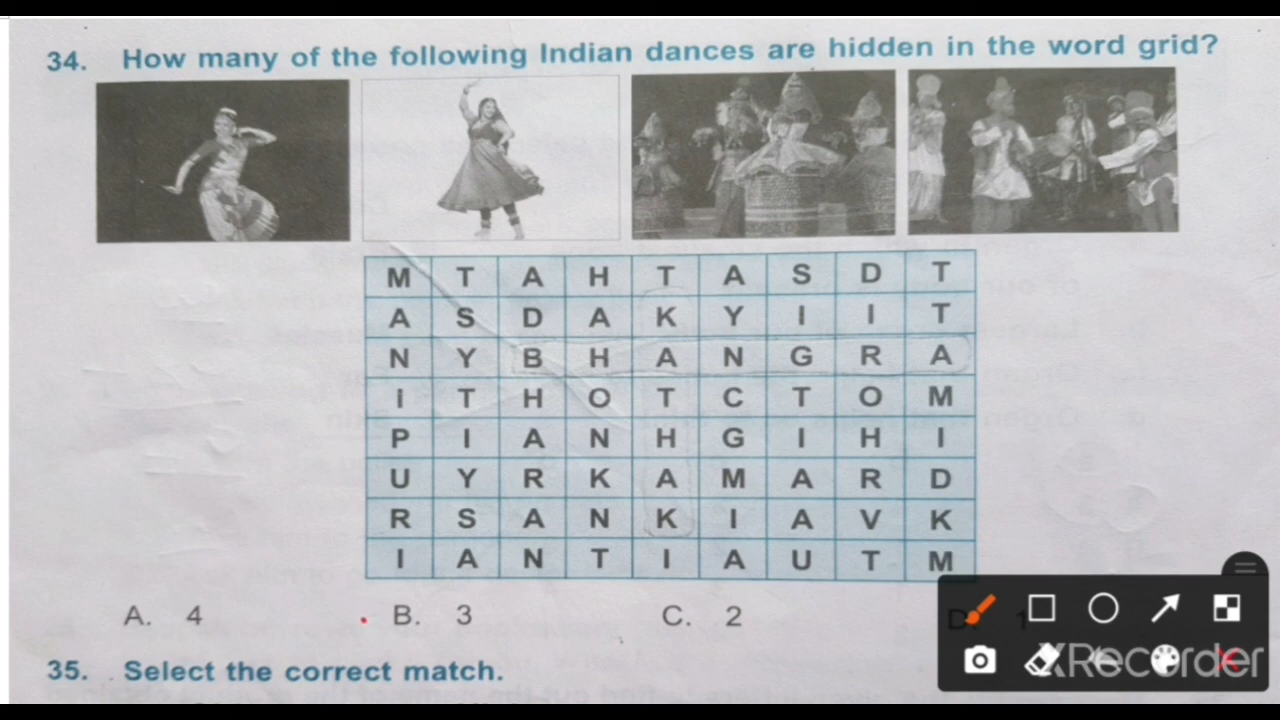 34. How many of the following Indian dances are hidden in the word grid?
M T A H T A S D T
A S D A K Y I I T
N Y B H A N G R A
I T H O T C T O M
P I A N H G I H I
U Y R K A M A R D
R S A N K I A V K
I A N T I A U T M
A. 4 B. 3 C. 2 D. 1
35. Select the correct match.
XRecorder